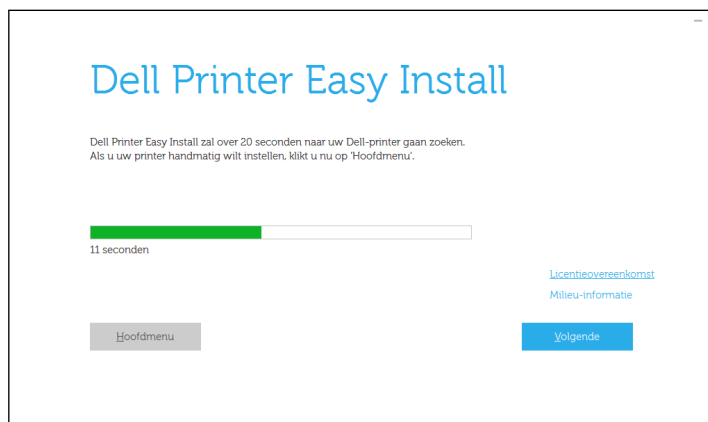 Dell Printer Easy Install
Dell Printer Easy Install zal over 20 seconden naar uw Dell-printer gaan zoeken.
Als u uw printer handmatig wilt instellen, klikt u nu op 'Hoofdmenu'.
11 seconden
Licentieovereenkomst
Milieu-informatie
Hoofdmenu
Volgende